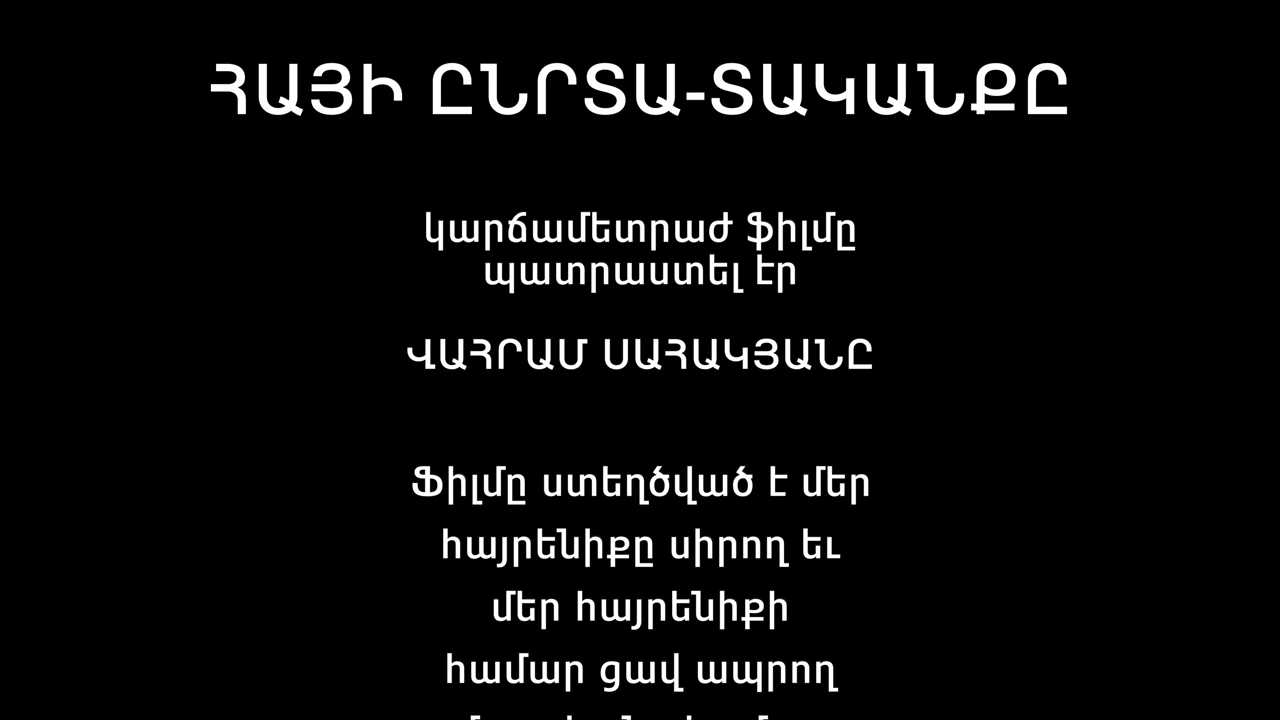 ՀԱՅԻ ԸՆՐՏԱ-ՏԱԿԱՆՔԸ
կարճամետրաժ ֆիլմը
պատրաստել էր
ՎԱՀՐԱՄ ՍԱՀԱԿՅԱՆԸ
Ֆիլմը ստեղծված է մեր
հայրենիքը սիրող եւ
մեր հայրենիքի
համար ցավ ապրող